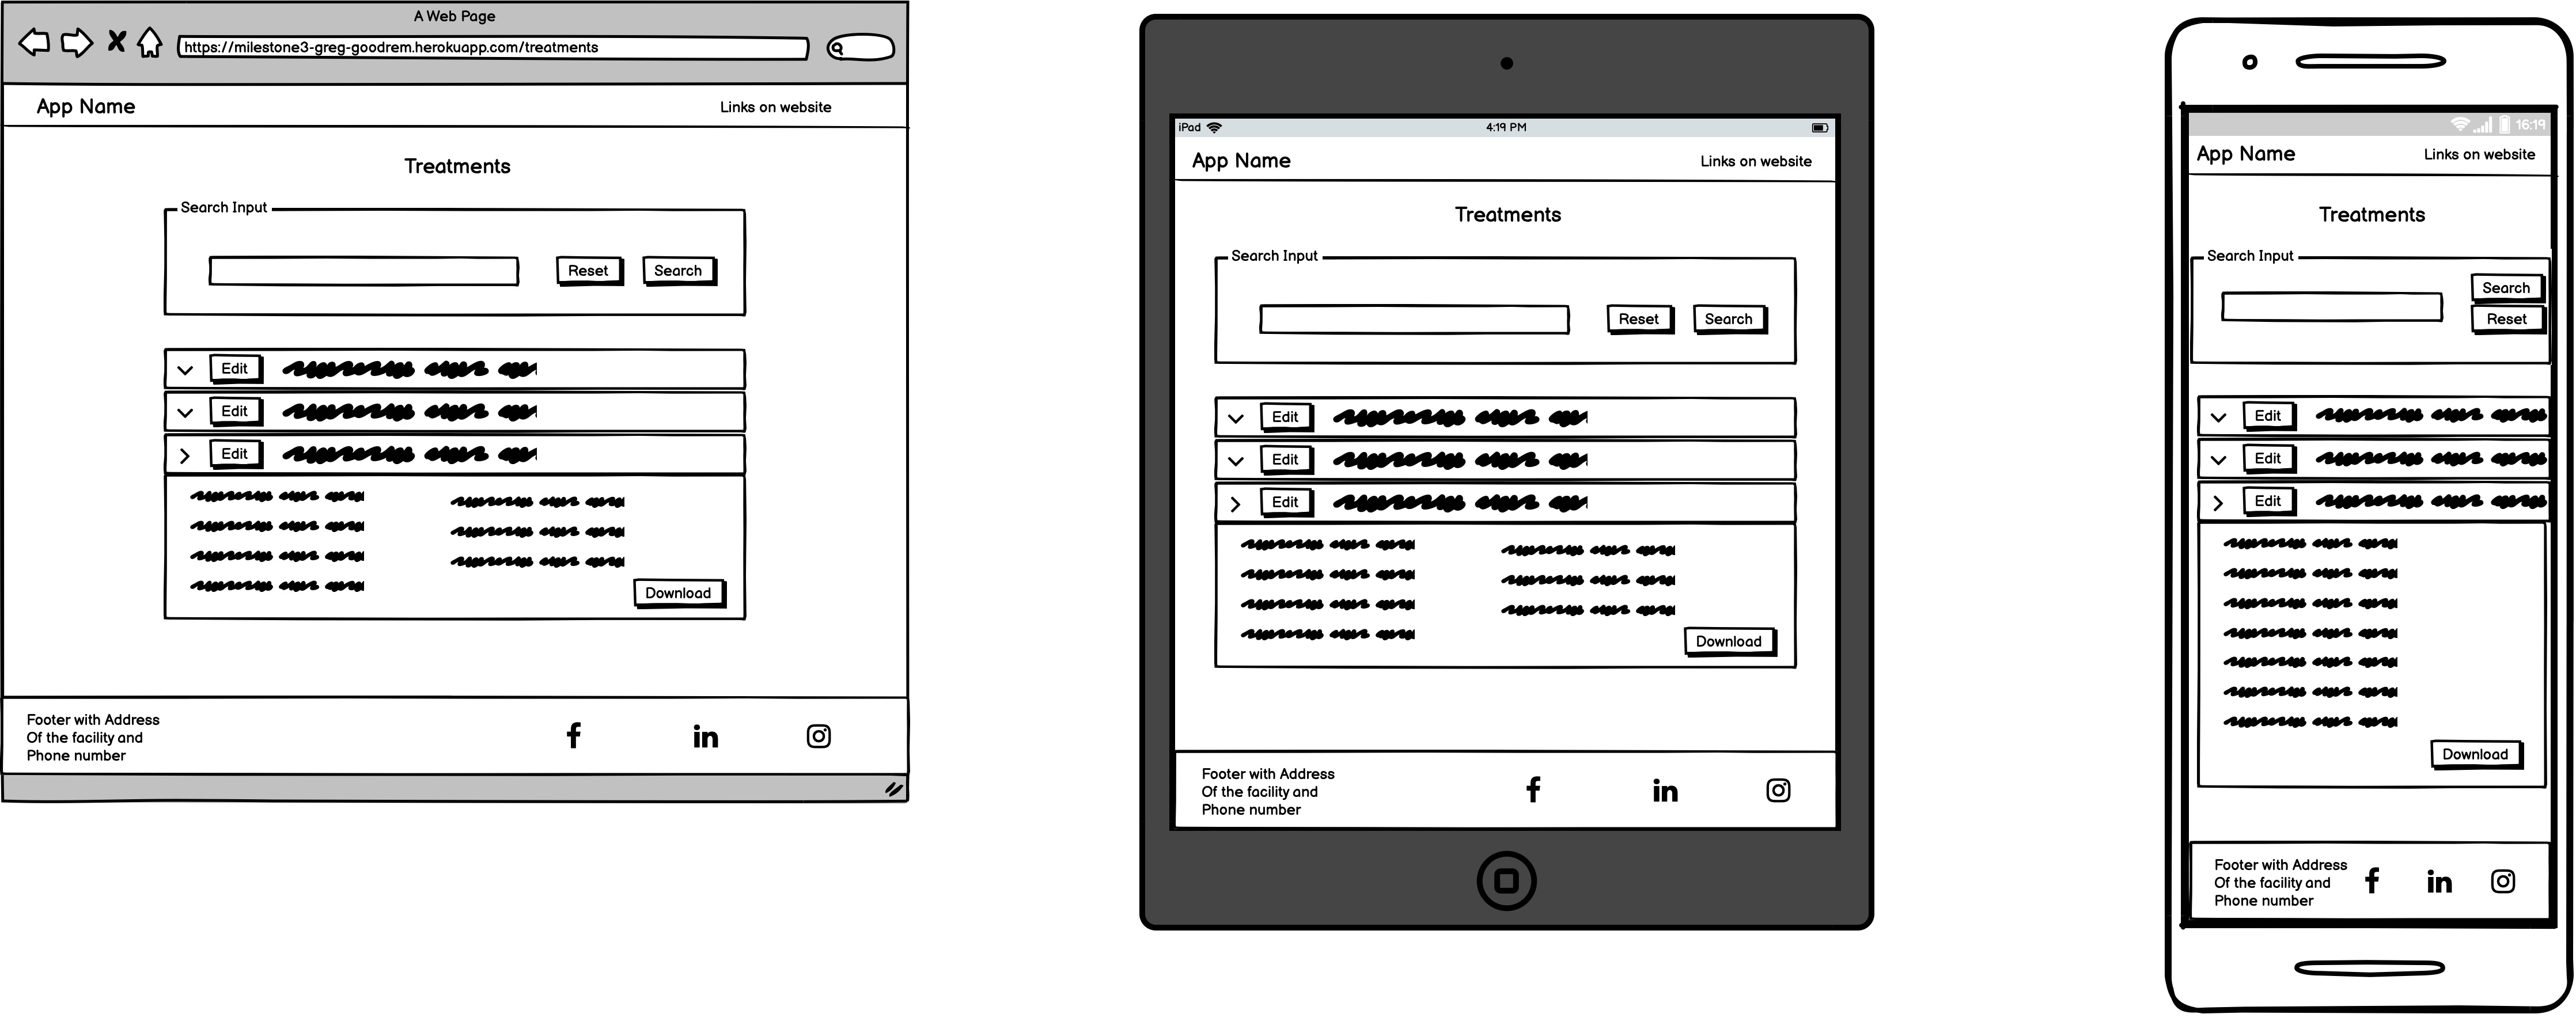 A Web Page
https://milestone3-greg-goodrem.herokuapp.com/treatments
App Name
Links on website
Treatments
Search Input
Reset
Search
Edit
Edit
Edit
Download
Footer with Address
Of the facility and
Phone number
f
in
iPad
4:19 PM
App Name
Links on website
Treatments
Search Input
Reset
Search
Edit
Edit
Edit
Download
Footer with Address
Of the facility and
Phone number
f
in
16:19
App Name
Links on website
Treatments
Search Input
Search
Reset
Edit
Edit
Edit
Download
Footer with Address
Of the facility and
Phone number
f
in